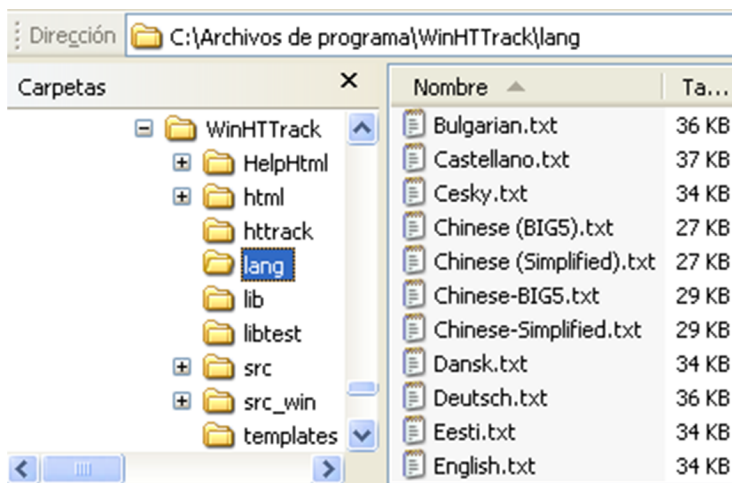 Dirección C:\Archivos de programa\WinHTTrack\lang
Carpetas
WinHTTrack
HelpHtml
html
httrack
lang
lib
libtest
src
src_win
templates
Nombre Ta...
Bulgarian.txt 36 KB
Castellano.txt 37 KB
Cesky.txt 34 KB
Chinese (BIG5).txt 27 KB
Chinese (Simplified).txt 27 KB
Chinese-BIG5.txt 29 KB
Chinese-Simplified.txt 29 KB
Dansk.txt 34 KB
Deutsch.txt 36 KB
Eesti.txt 34 KB
English.txt 34 KB